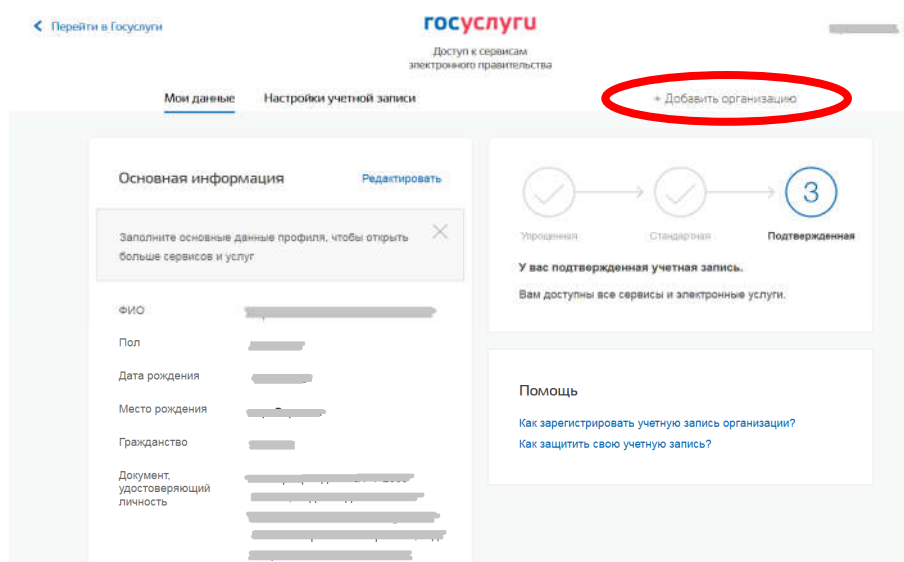 Перейти в Госуслуги
госуслуги
Доступ к сервисам
электронного правительства
Мои данные
Настройки учетной записи
+ Добавить организацию
Основная информация
Редактировать
Заполните основные данные профиля, чтобы открыть
больше сервисов и услуг
ФИО
Пол
Дата рождения
Место рождения
Гражданство
Документ,
удостоверяющий
личность
3
Упрощенная
Стандартная
Подтвержденная
У вас подтвержденная учетная запись.
Вам доступны все сервисы и электронные услуги.
Помощь
Как зарегистрировать учетную запись организации?
Как защитить свою учетную запись?